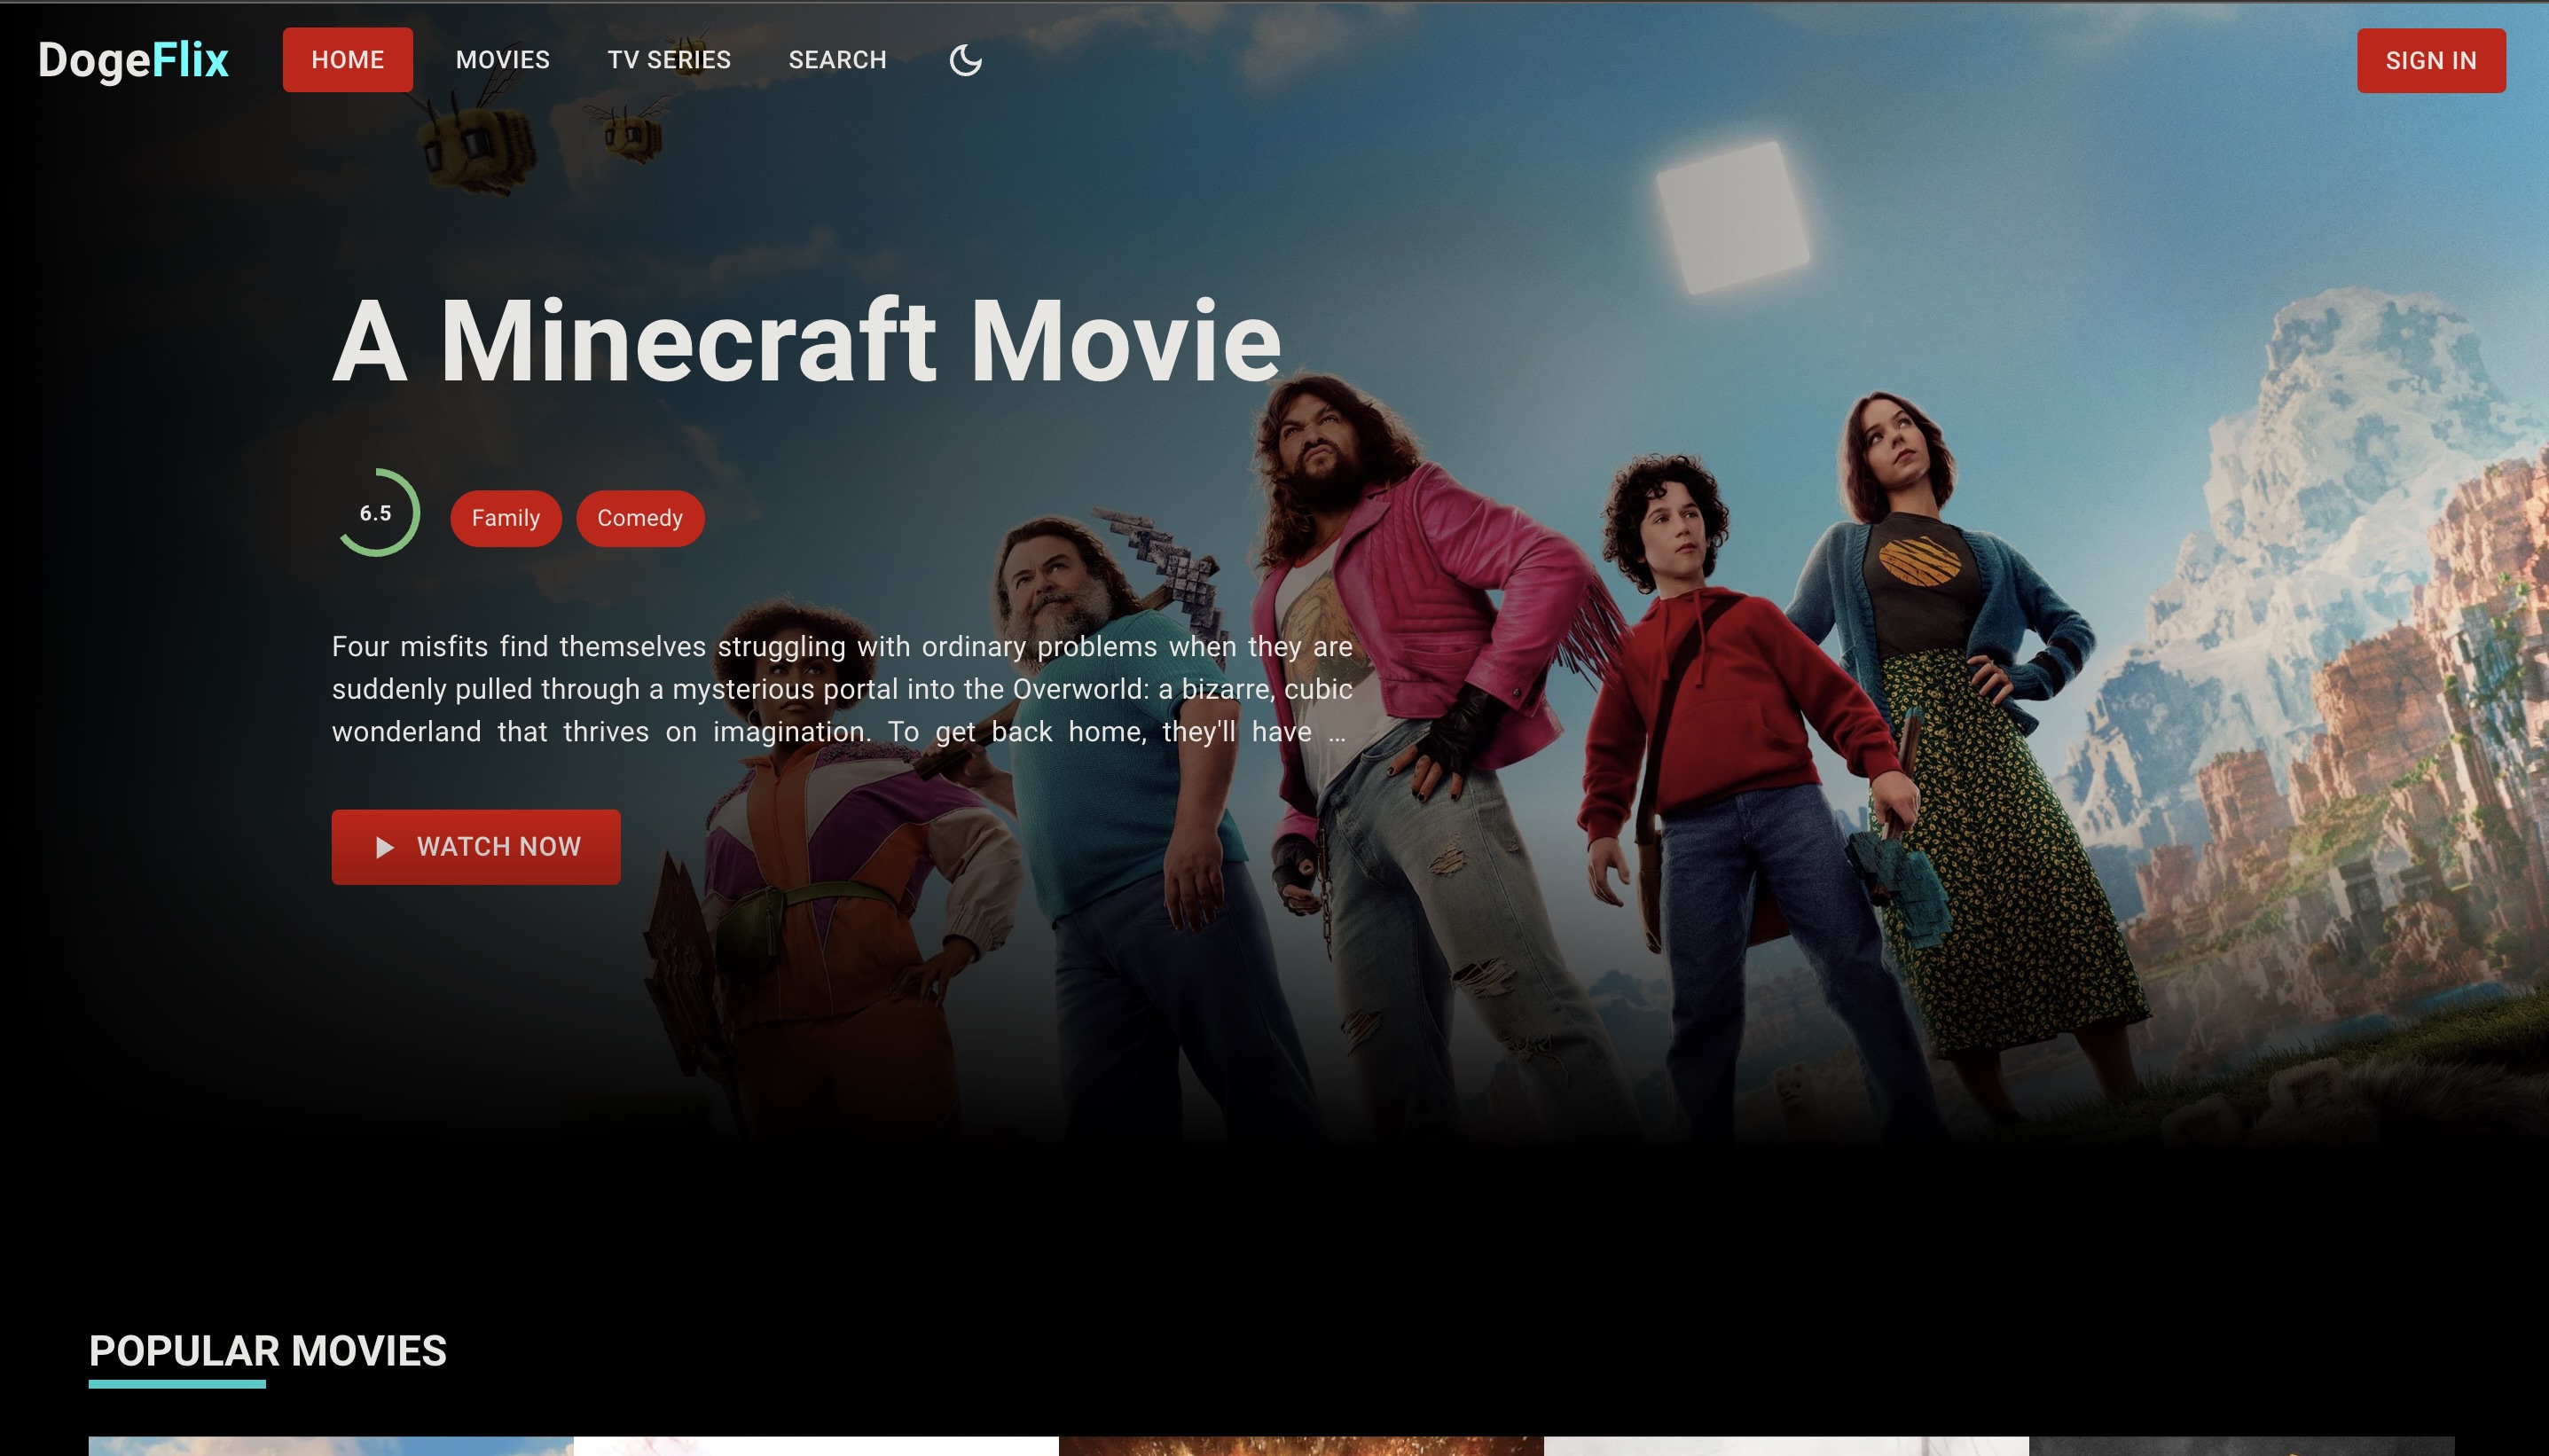 DogeFlix
HOME
MOVIES
TV SERIES
SEARCH
SIGN IN
A Minecraft Movie
6.5
Family
Comedy
Four misfits find themselves struggling with ordinary problems when they are
suddenly pulled through a mysterious portal into the Overworld: a bizarre, cubic
wonderland that thrives on imagination. To get back home, they'll have ...
WATCH NOW
POPULAR MOVIES